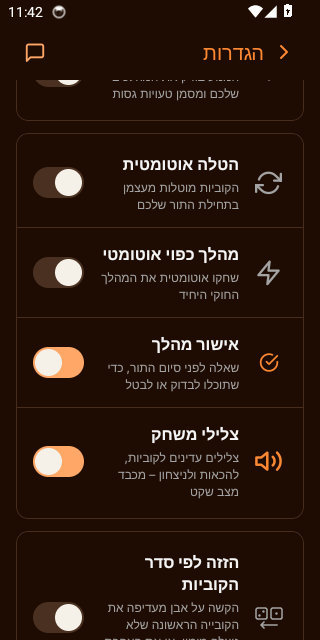 11:42
הגדרות
שלכם ומסמן טעויות גסות
הטלה אוטומטית
הקוביות מוטלות מעצמן
בתחילת התור שלכם
מהלך כפוי אוטומטי
שחקו אוטומטית את המהלך
החוקי היחיד
אישור מהלך
שאלה לפני סיום התור, כדי
שתוכלו לבדוק או לבטל
צלילי משחק
צלילים עדינים לקוביות,
להכאות ולניצחון – מכבד
מצב שקט
הזזה לפי סדר
הקוביות
הקשה על אבן מעדיפה את
הקובייה הראשונה שלא